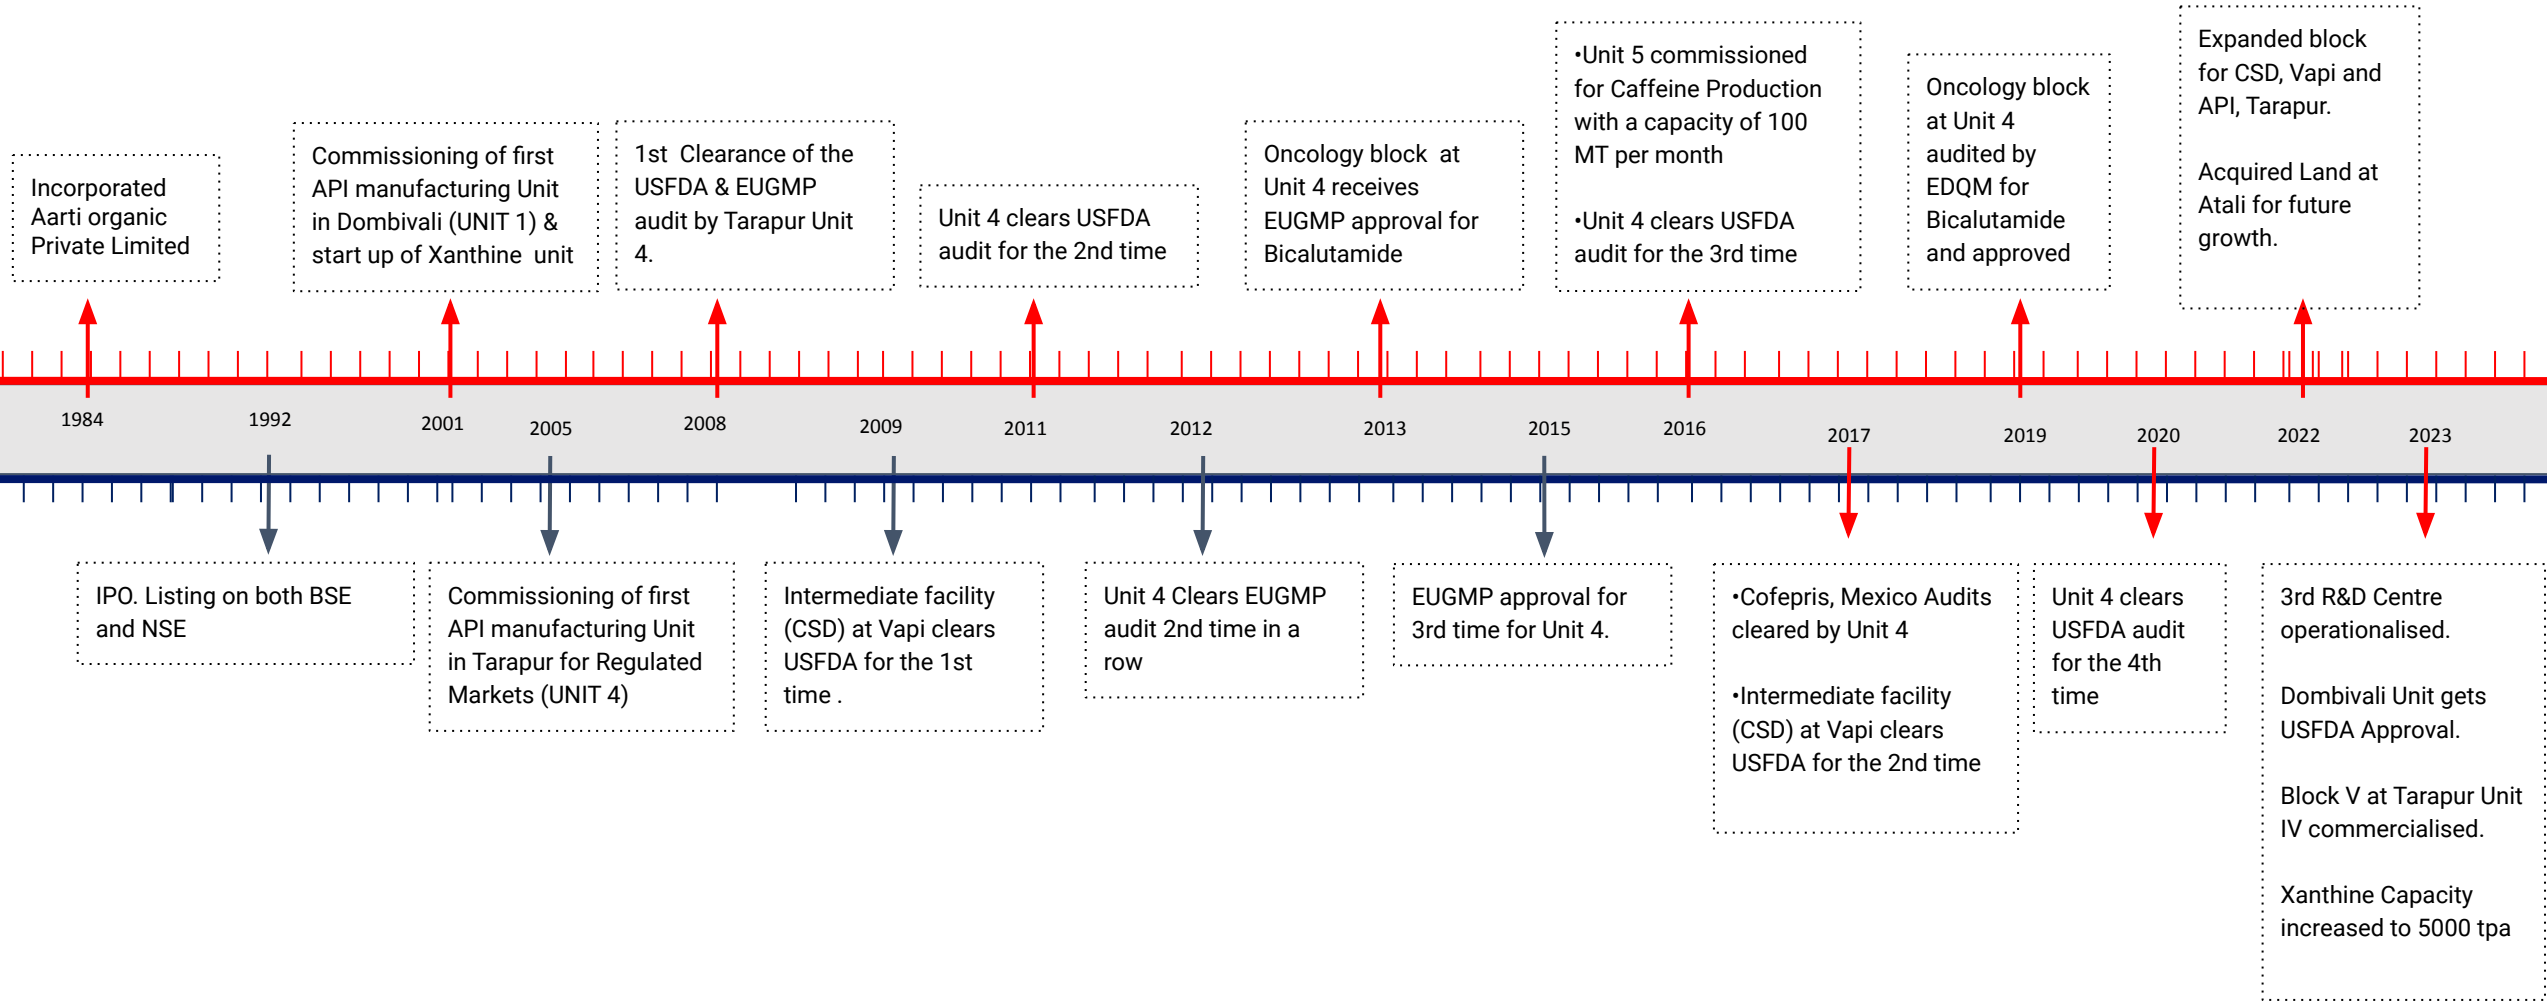 Incorporated
Aarti organic
Private Limited
Commissioning of first
API manufacturing Unit
in Dombivali (UNIT 1) &
start up of Xanthine unit
1st Clearance of the
USFDA & EUGMP
audit by Tarapur Unit
4.
Unit 4 clears USFDA
audit for the 2nd time
Oncology block at
Unit 4 receives
EUGMP approval for
Bicalutamide
•Unit 5 commissioned
for Caffeine Production
with a capacity of 100
MT per month
•Unit 4 clears USFDA
audit for the 3rd time
Oncology block
at Unit 4
audited by
EDQM for
Bicalutamide
and approved
Expanded block
for CSD, Vapi and
API, Tarapur.
Acquired Land at
Atali for future
growth.
1984
1992
2001
2005
2008
2009
2011
2012
2013
2015
2016
2017
2019
2020
2022
2023
IPO. Listing on both BSE
and NSE
Commissioning of first
API manufacturing Unit
in Tarapur for Regulated
Markets (UNIT 4)
Intermediate facility
(CSD) at Vapi clears
USFDA for the 1st
time .
Unit 4 Clears EUGMP
audit 2nd time in a
row
EUGMP approval for
3rd time for Unit 4.
•Cofepris, Mexico Audits
cleared by Unit 4
•Intermediate facility
(CSD) at Vapi clears
USFDA for the 2nd time
Unit 4 clears
USFDA audit
for the 4th
time
3rd R&D Centre
operationalised.
Dombivali Unit gets
USFDA Approval.
Block V at Tarapur Unit
IV commercialised.
Xanthine Capacity
increased to 5000 tpa